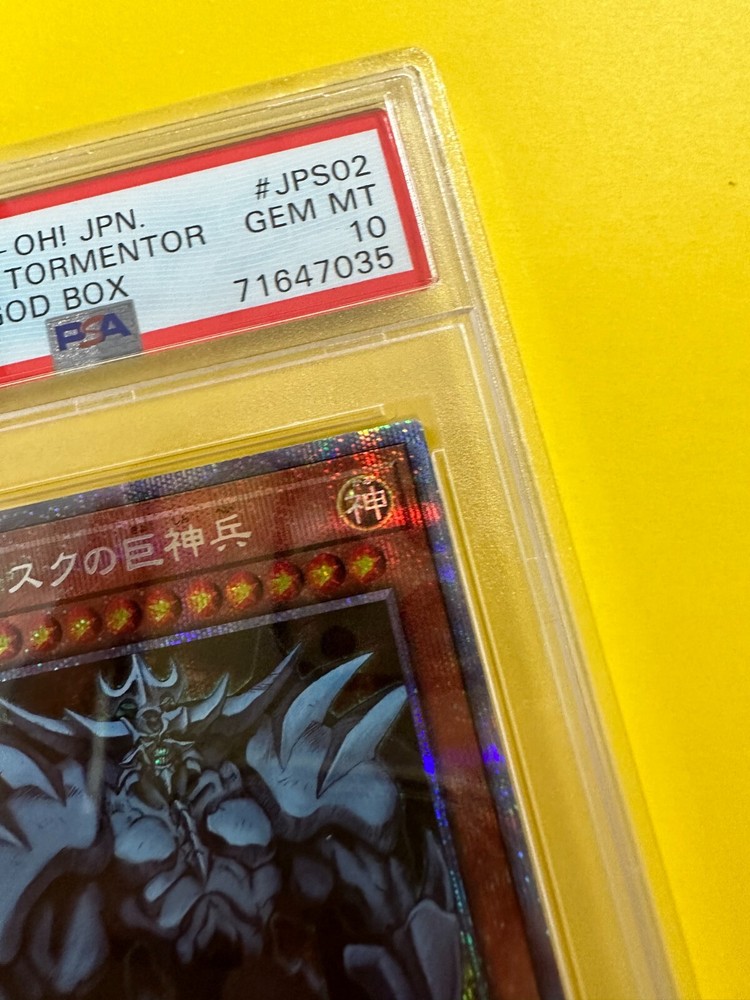 #JPS02
-OH! JPN. GEM MT
TORMENTOR 10
GOD BOX 71647035
PSA
スクの巨神兵
神